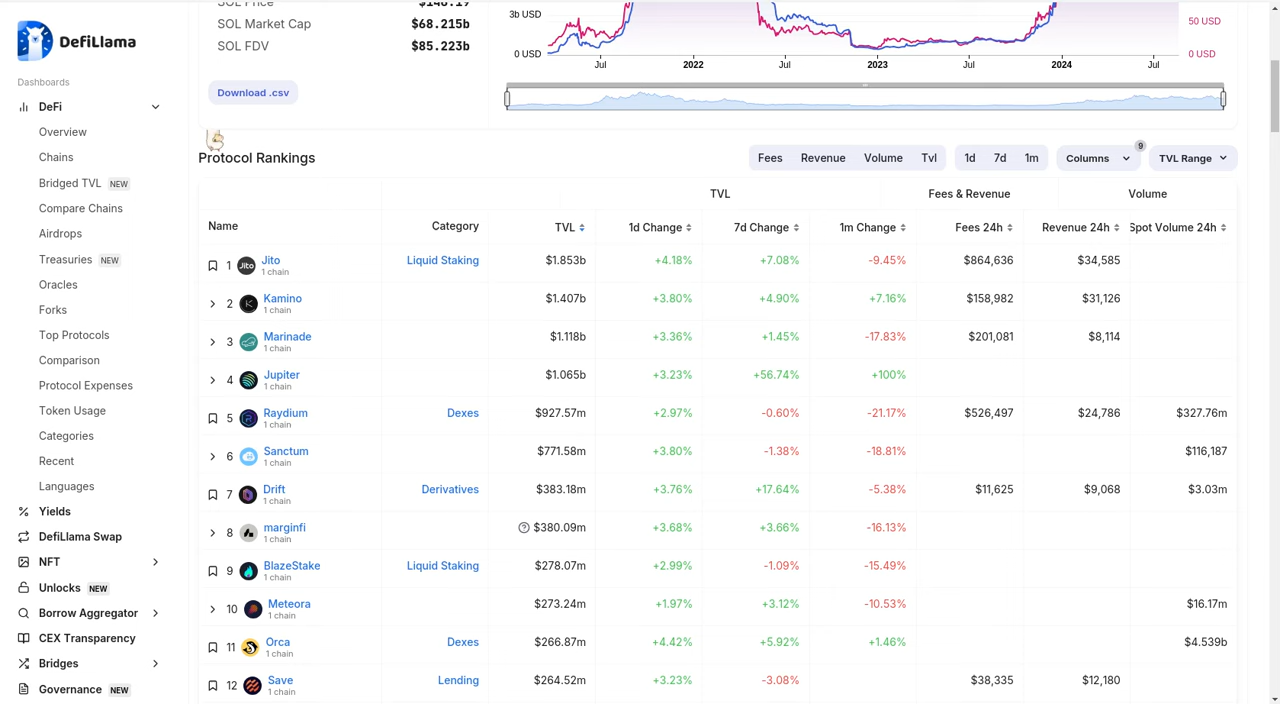 SOL Price $148.19
SOL Market Cap $68.215b
SOL FDV $85.223b
Download .csv
3b USD
0 USD
50 USD
0 USD
Jul 2022 Jul 2023 Jul 2024 Jul
DefiLlama
Dashboards
DeFi
Overview
Chains
Bridged TVL NEW
Compare Chains
Airdrops
Treasuries NEW
Oracles
Forks
Top Protocols
Comparison
Protocol Expenses
Token Usage
Categories
Recent
Languages
Yields
DefiLlama Swap
NFT
Unlocks NEW
Borrow Aggregator
CEX Transparency
Bridges
Governance NEW
Protocol Rankings
Fees Revenue Volume Tvl
1d 7d 1m
Columns 9
TVL Range
TVL Fees & Revenue Volume
Name Category TVL 1d Change 7d Change 1m Change Fees 24h Revenue 24h Spot Volume 24h
1 Jito Liquid Staking $1.853b +4.18% +7.08% -9.45% $864,636 $34,585
1 chain
2 Kamino $1.407b +3.80% +4.90% +7.16% $158,982 $31,126
1 chain
3 Marinade $1.118b +3.36% +1.45% -17.83% $201,081 $8,114
1 chain
4 Jupiter $1.065b +3.23% +56.74% +100%
1 chain
5 Raydium Dexes $927.57m +2.97% -0.60% -21.17% $526,497 $24,786 $327.76m
1 chain
6 Sanctum $771.58m +3.80% -1.38% -18.81% $116,187
1 chain
7 Drift Derivatives $383.18m +3.76% +17.64% -5.38% $11,625 $9,068 $3.03m
1 chain
8 marginfi $380.09m +3.68% +3.66% -16.13%
1 chain
9 BlazeStake Liquid Staking $278.07m +2.99% -1.09% -15.49%
1 chain
10 Meteora $273.24m +1.97% +3.12% -10.53% $16.17m
1 chain
11 Orca Dexes $266.87m +4.42% +5.92% +1.46% $4.539b
1 chain
12 Save Lending $264.52m +3.23% -3.08% $38,335 $12,180
1 chain